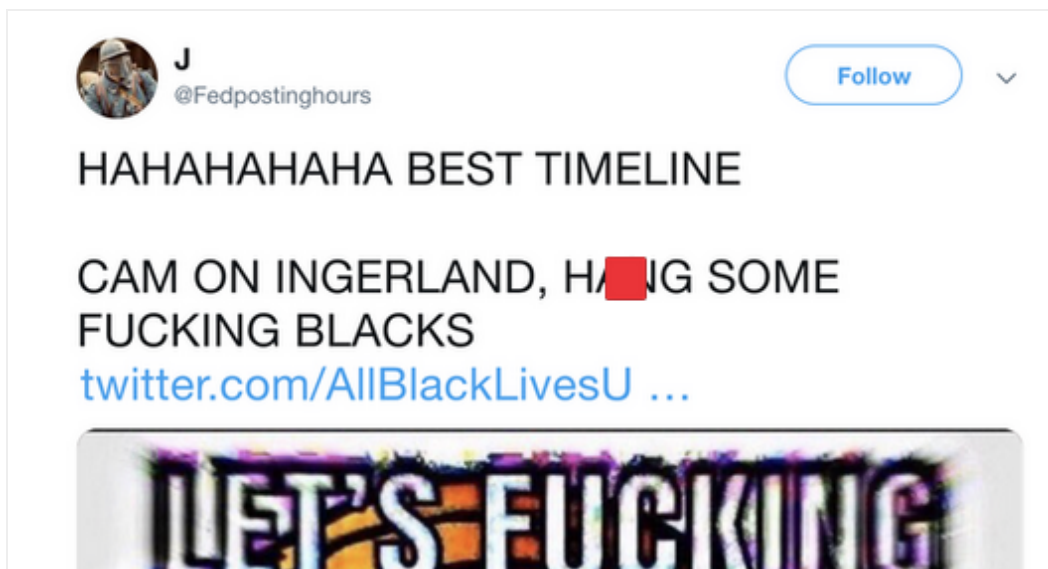 J
@Fedpostinghours
Follow
HAHAHAHAHA BEST TIMELINE
CAM ON INGERLAND, SOME
FUCKING BLACKS
twitter.com/AllBlackLivesU ...
LET'S FUCKING